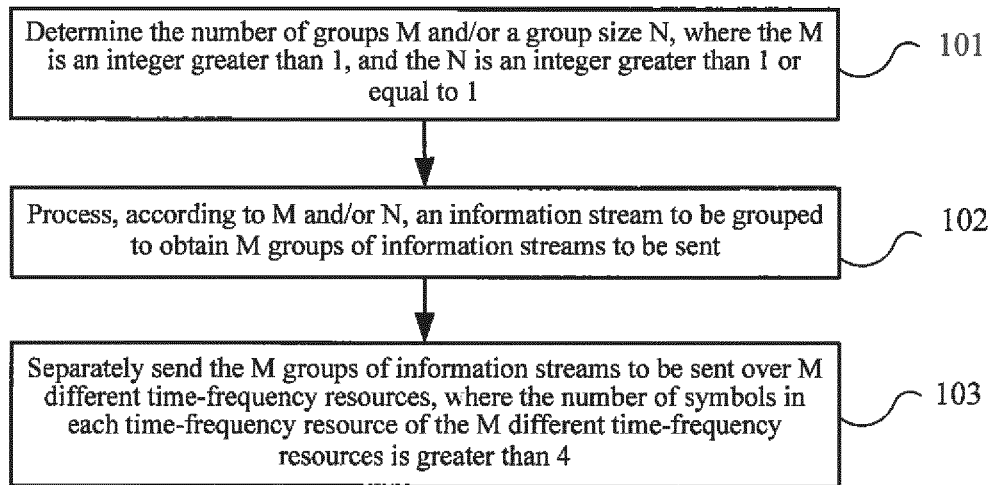 Determine the number of groups M and/or a group size N, where the M
is an integer greater than 1, and the N is an integer greater than 1 or
equal to 1
101
Process, according to M and/or N, an information stream to be grouped
to obtain M groups of information streams to be sent
102
Separately send the M groups of information streams to be sent over M
different time-frequency resources, where the number of symbols in
each time-frequency resource of the M different time-frequency
resources is greater than 4
103